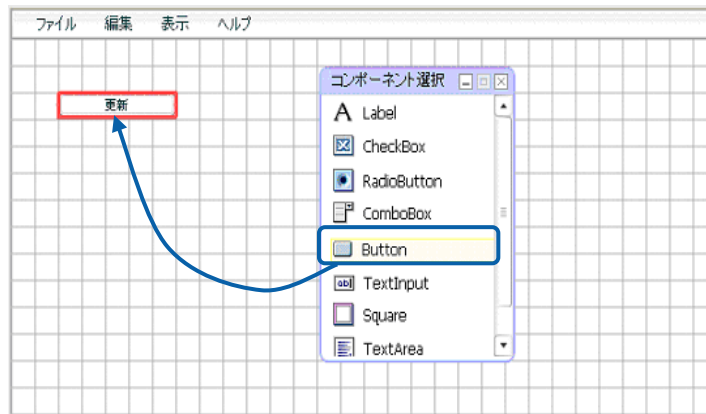 ファイル 編集 表示 ヘルプ
更新
コンポーネント選択
Label
CheckBox
RadioButton
ComboBox
Button
TextInput
Square
TextArea